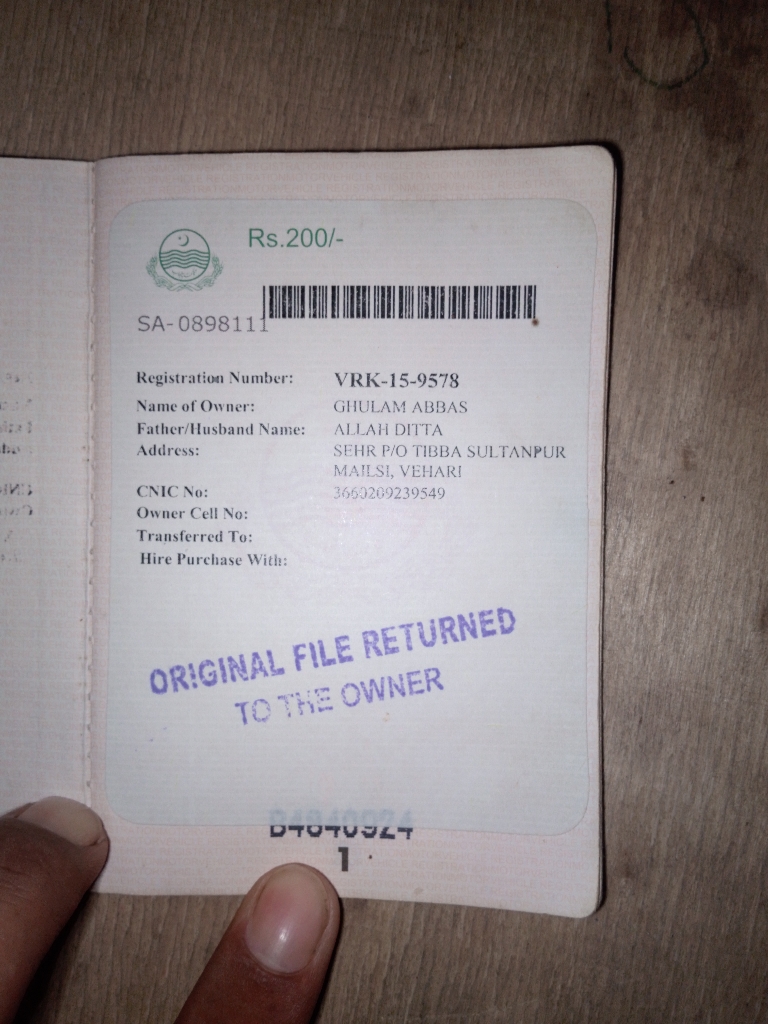 Rs.200/-
SA-0898111
Registration Number: VRK-15-9578
Name of Owner: GHULAM ABBAS
Father/Husband Name: ALLAH DITTA
Address: SEHR P/O TIBBA SULTANPUR
MAILSI, VEHARI
CNIC No: 3660209239549
Owner Cell No:
Transferred To:
Hire Purchase With:
ORIGINAL FILE RETURNED
TO THE OWNER
B4840924
1